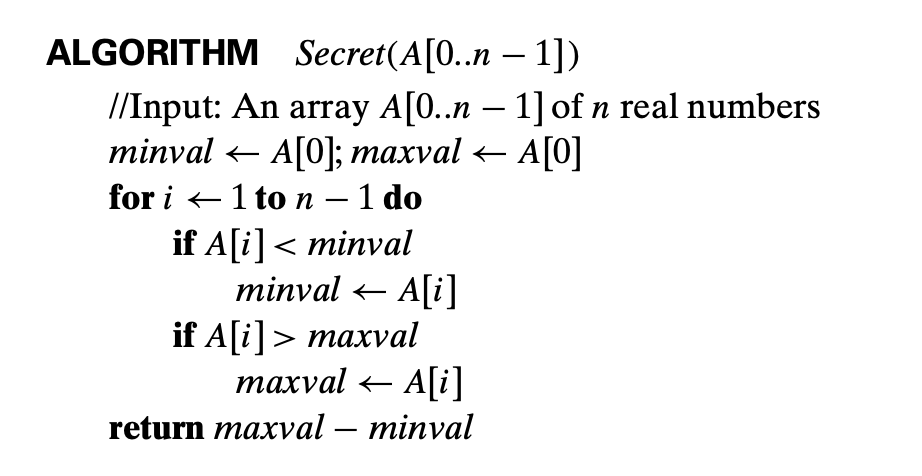 ALGORITHM Secret(A[0..n − 1])
//Input: An array A[0..n − 1] of n real numbers
minval ← A[0]; maxval ← A[0]
for i ← 1 to n − 1 do
if A[i] < minval
minval ← A[i]
if A[i] > maxval
maxval ← A[i]
return maxval − minval